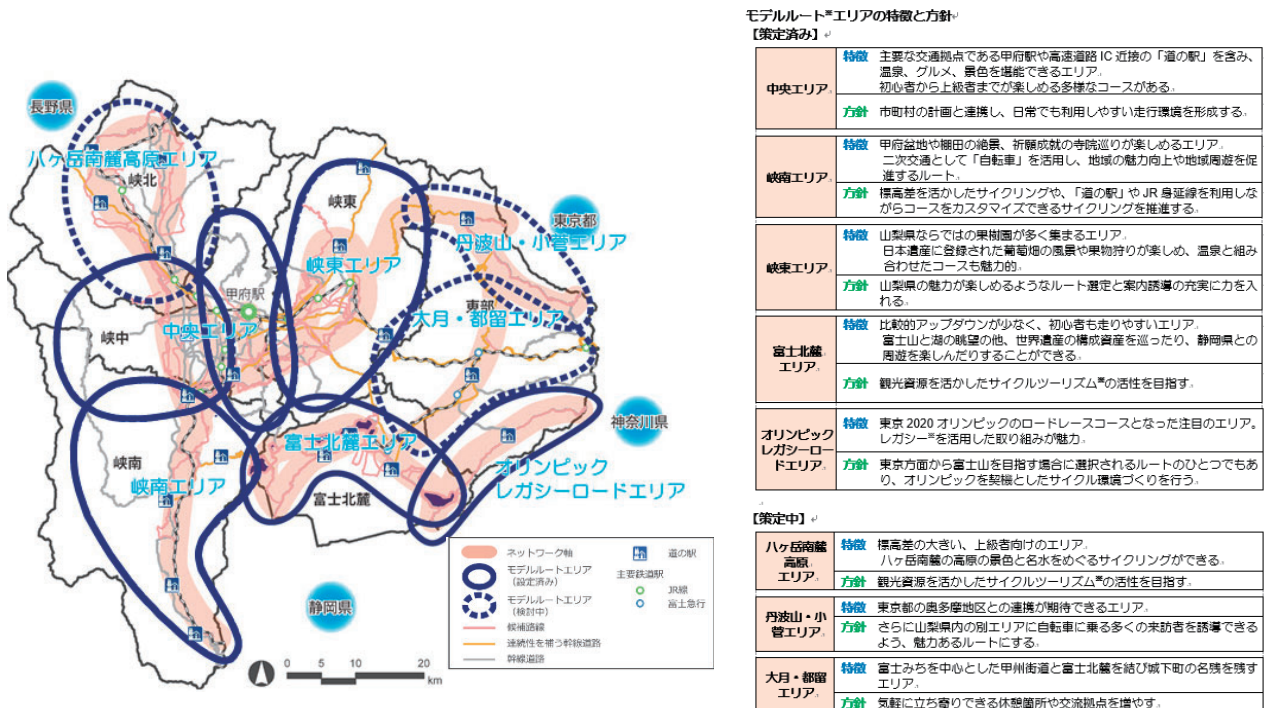 長野県
八ヶ岳南麓高原エリア
峡北
峡東
東京都
丹波山・小菅エリア
峡東エリア
甲府駅
東部
大月・都留エリア
峡中
中央エリア
神奈川県
富士北麓エリア
峡南
峡南エリア
オリンピック
レガシーロードエリア
富士北麓
静岡県
ネットワーク軸
モデルルートエリア
(設定済み)
モデルルートエリア
(検討中)
候補路線
連続性を補う幹線道路
幹線道路
道の駅
主要鉄道駅
JR線
富士急行
0 5 10 20
km
モデルルート※エリアの特徴と方針
【策定済み】
中央エリア
特徴 主要な交通拠点である甲府駅や高速道路 IC 近接の「道の駅」を含み、
温泉、グルメ、景色を堪能できるエリア。
初心者から上級者までが楽しめる多様なコースがある。
方針 市町村の計画と連携し、日常でも利用しやすい走行環境を形成する。
峡南エリア
特徴 甲府盆地や棚田の絶景、祈願成就の寺院巡りが楽しめるエリア。
二次交通として「自転車」を活用し、地域の魅力向上や地域周遊を促
進するルート。
方針 標高差を活かしたサイクリングや、「道の駅」や JR 身延線を利用しな
がらコースをカスタマイズできるサイクリングを推進する。
峡東エリア
特徴 山梨県ならではの果樹園が多く集まるエリア。
日本遺産に登録された葡萄畑の風景や果物狩りが楽しめ、温泉と組み
合わせたコースも魅力的。
方針 山梨県の魅力が楽しめるようなルート選定と案内誘導の充実に力を入
れる。
富士北麓
エリア
特徴 比較的アップダウンが少なく、初心者も走りやすいエリア。
富士山と湖の眺望の他、世界遺産の構成資産を巡ったり、静岡県との
周遊を楽しんだりすることができる。
方針 観光資源を活かしたサイクルツーリズム※の活性を目指す。
オリンピック
レガシーロー
ドエリア
特徴 東京 2020 オリンピックのロードレースコースとなった注目のエリア。
レガシー※を活用した取り組みが魅力。
方針 東京方面から富士山を目指す場合に選択されるルートのひとつでもあ
り、オリンピックを契機としたサイクル環境づくりを行う。
【策定中】
八ヶ岳南麓
高原
エリア
特徴 標高差の大きい、上級者向けのエリア。
八ヶ岳南麓の高原の景色と名水をめぐるサイクリングができる。
方針 観光資源を活かしたサイクルツーリズム※の活性を目指す。
丹波山・小
菅エリア
特徴 東京都の奥多摩地区との連携が期待できるエリア。
方針 さらに山梨県内の別エリアに自転車に乗る多くの来訪者を誘導できる
よう、魅力あるルートにする。
大月・都留
エリア
特徴 富士みちを中心とした甲州街道と富士北麓を結び城下町の名残を残す
エリア。
方針 気軽に立ち寄りできる休憩箇所や交流拠点を増やす。